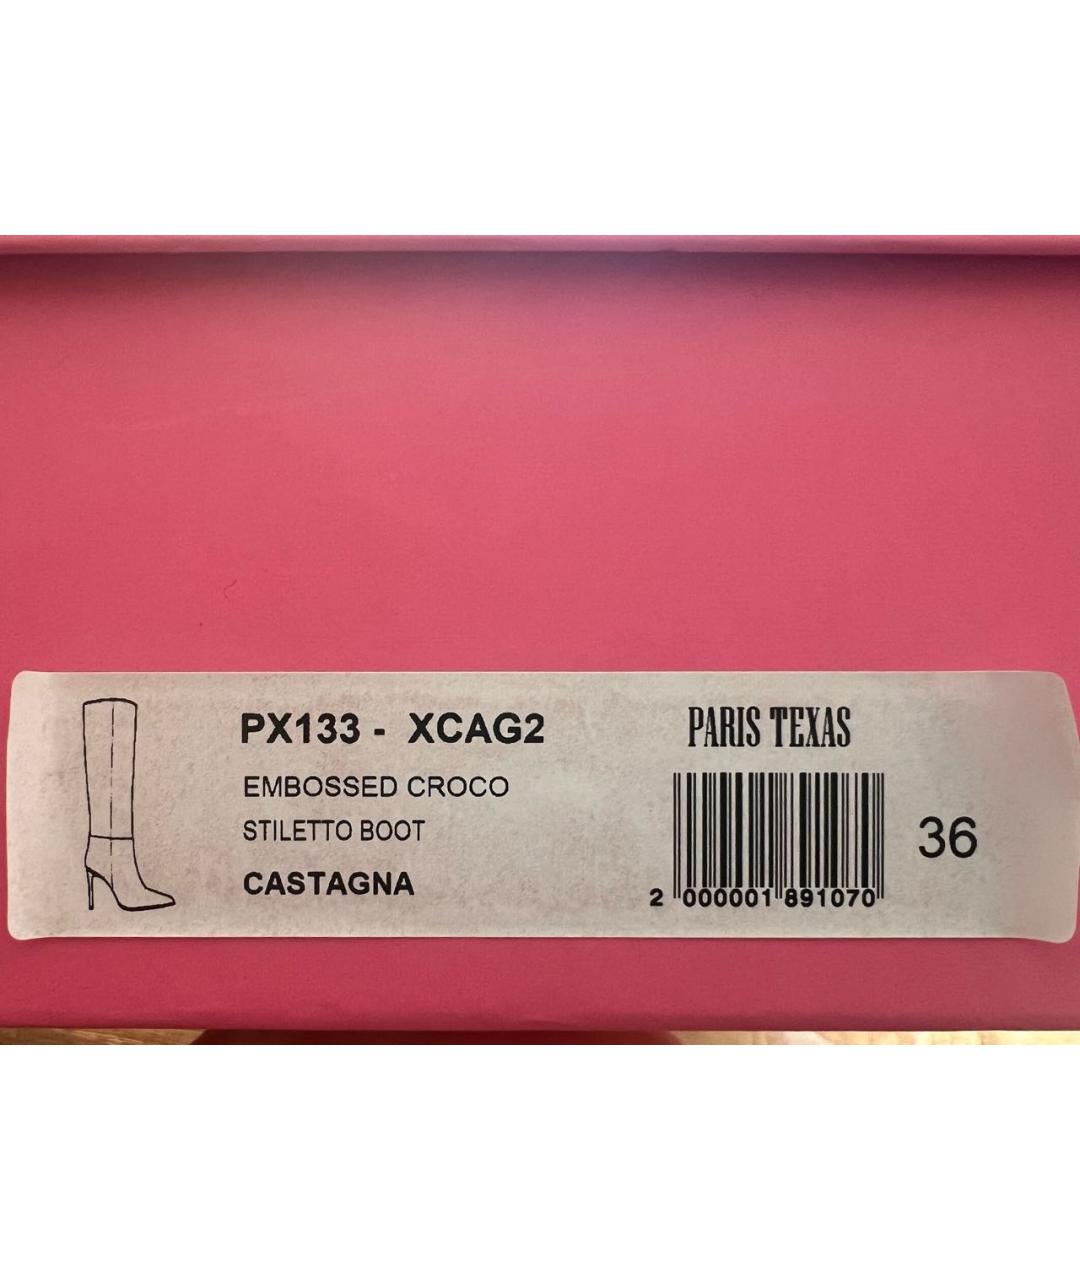 PX133 - XCAG2
EMBOSSED CROCO
STILETTO BOOT
CASTAGNA
PARIS TEXAS
2 000001 891070
36